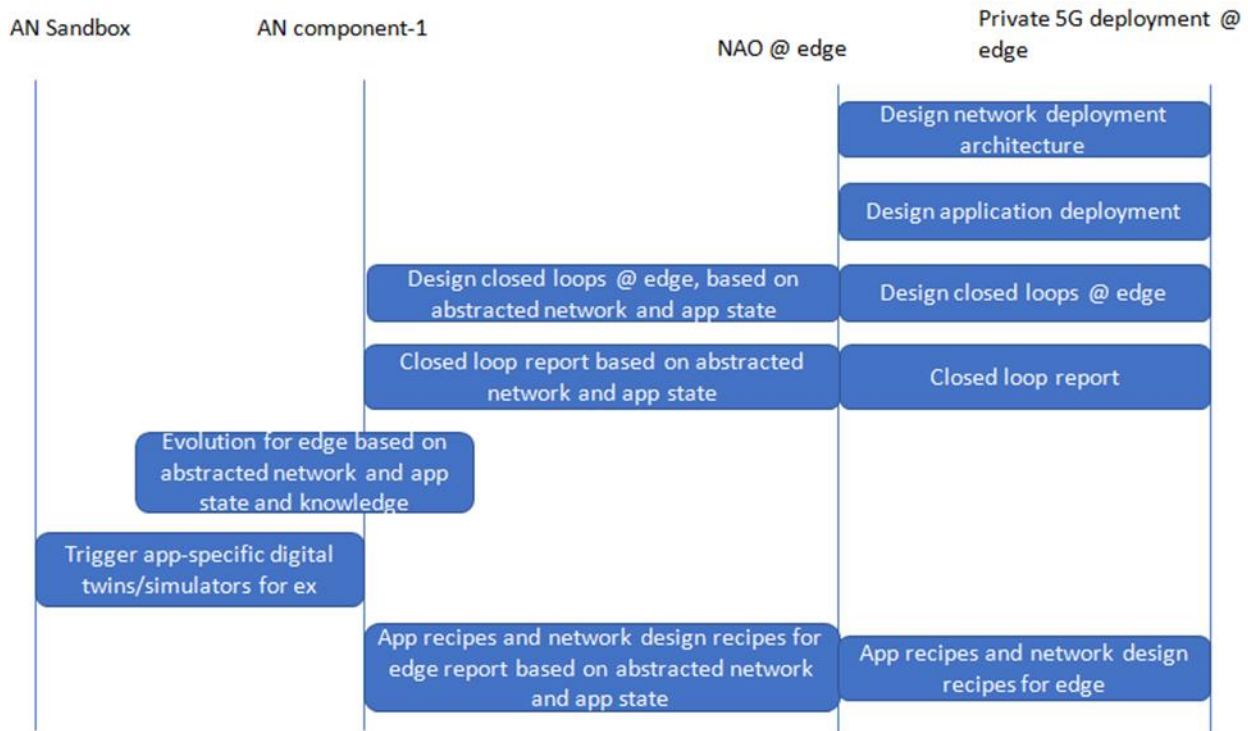 AN Sandbox
AN component-1
NAO @ edge
Private 5G deployment @
edge
Design network deployment
architecture
Design application deployment
Design closed loops @ edge, based on
abstracted network and app state
Design closed loops @ edge
Closed loop report based on abstracted
network and app state
Closed loop report
Evolution for edge based on
abstracted network and app
state and knowledge
Trigger app-specific digital
twins/simulators for ex
App recipes and network design recipes for
edge report based on abstracted network
and app state
App recipes and network design
recipes for edge